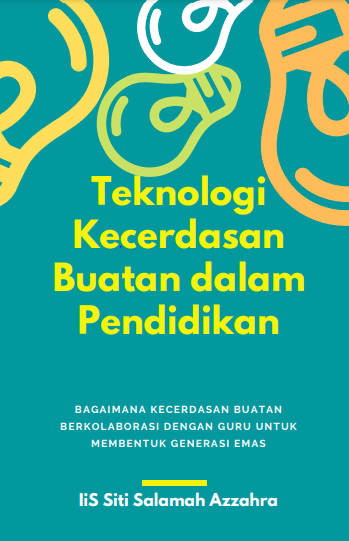 Teknologi
Kecerdasan
Buatan dalam
Pendidikan
BAGAIMANA KECERDASAN BUATAN
BERKOLABORASI DENGAN GURU UNTUK
MEMBENTUK GENERASI EMAS
IiS Siti Salamah Azzahra